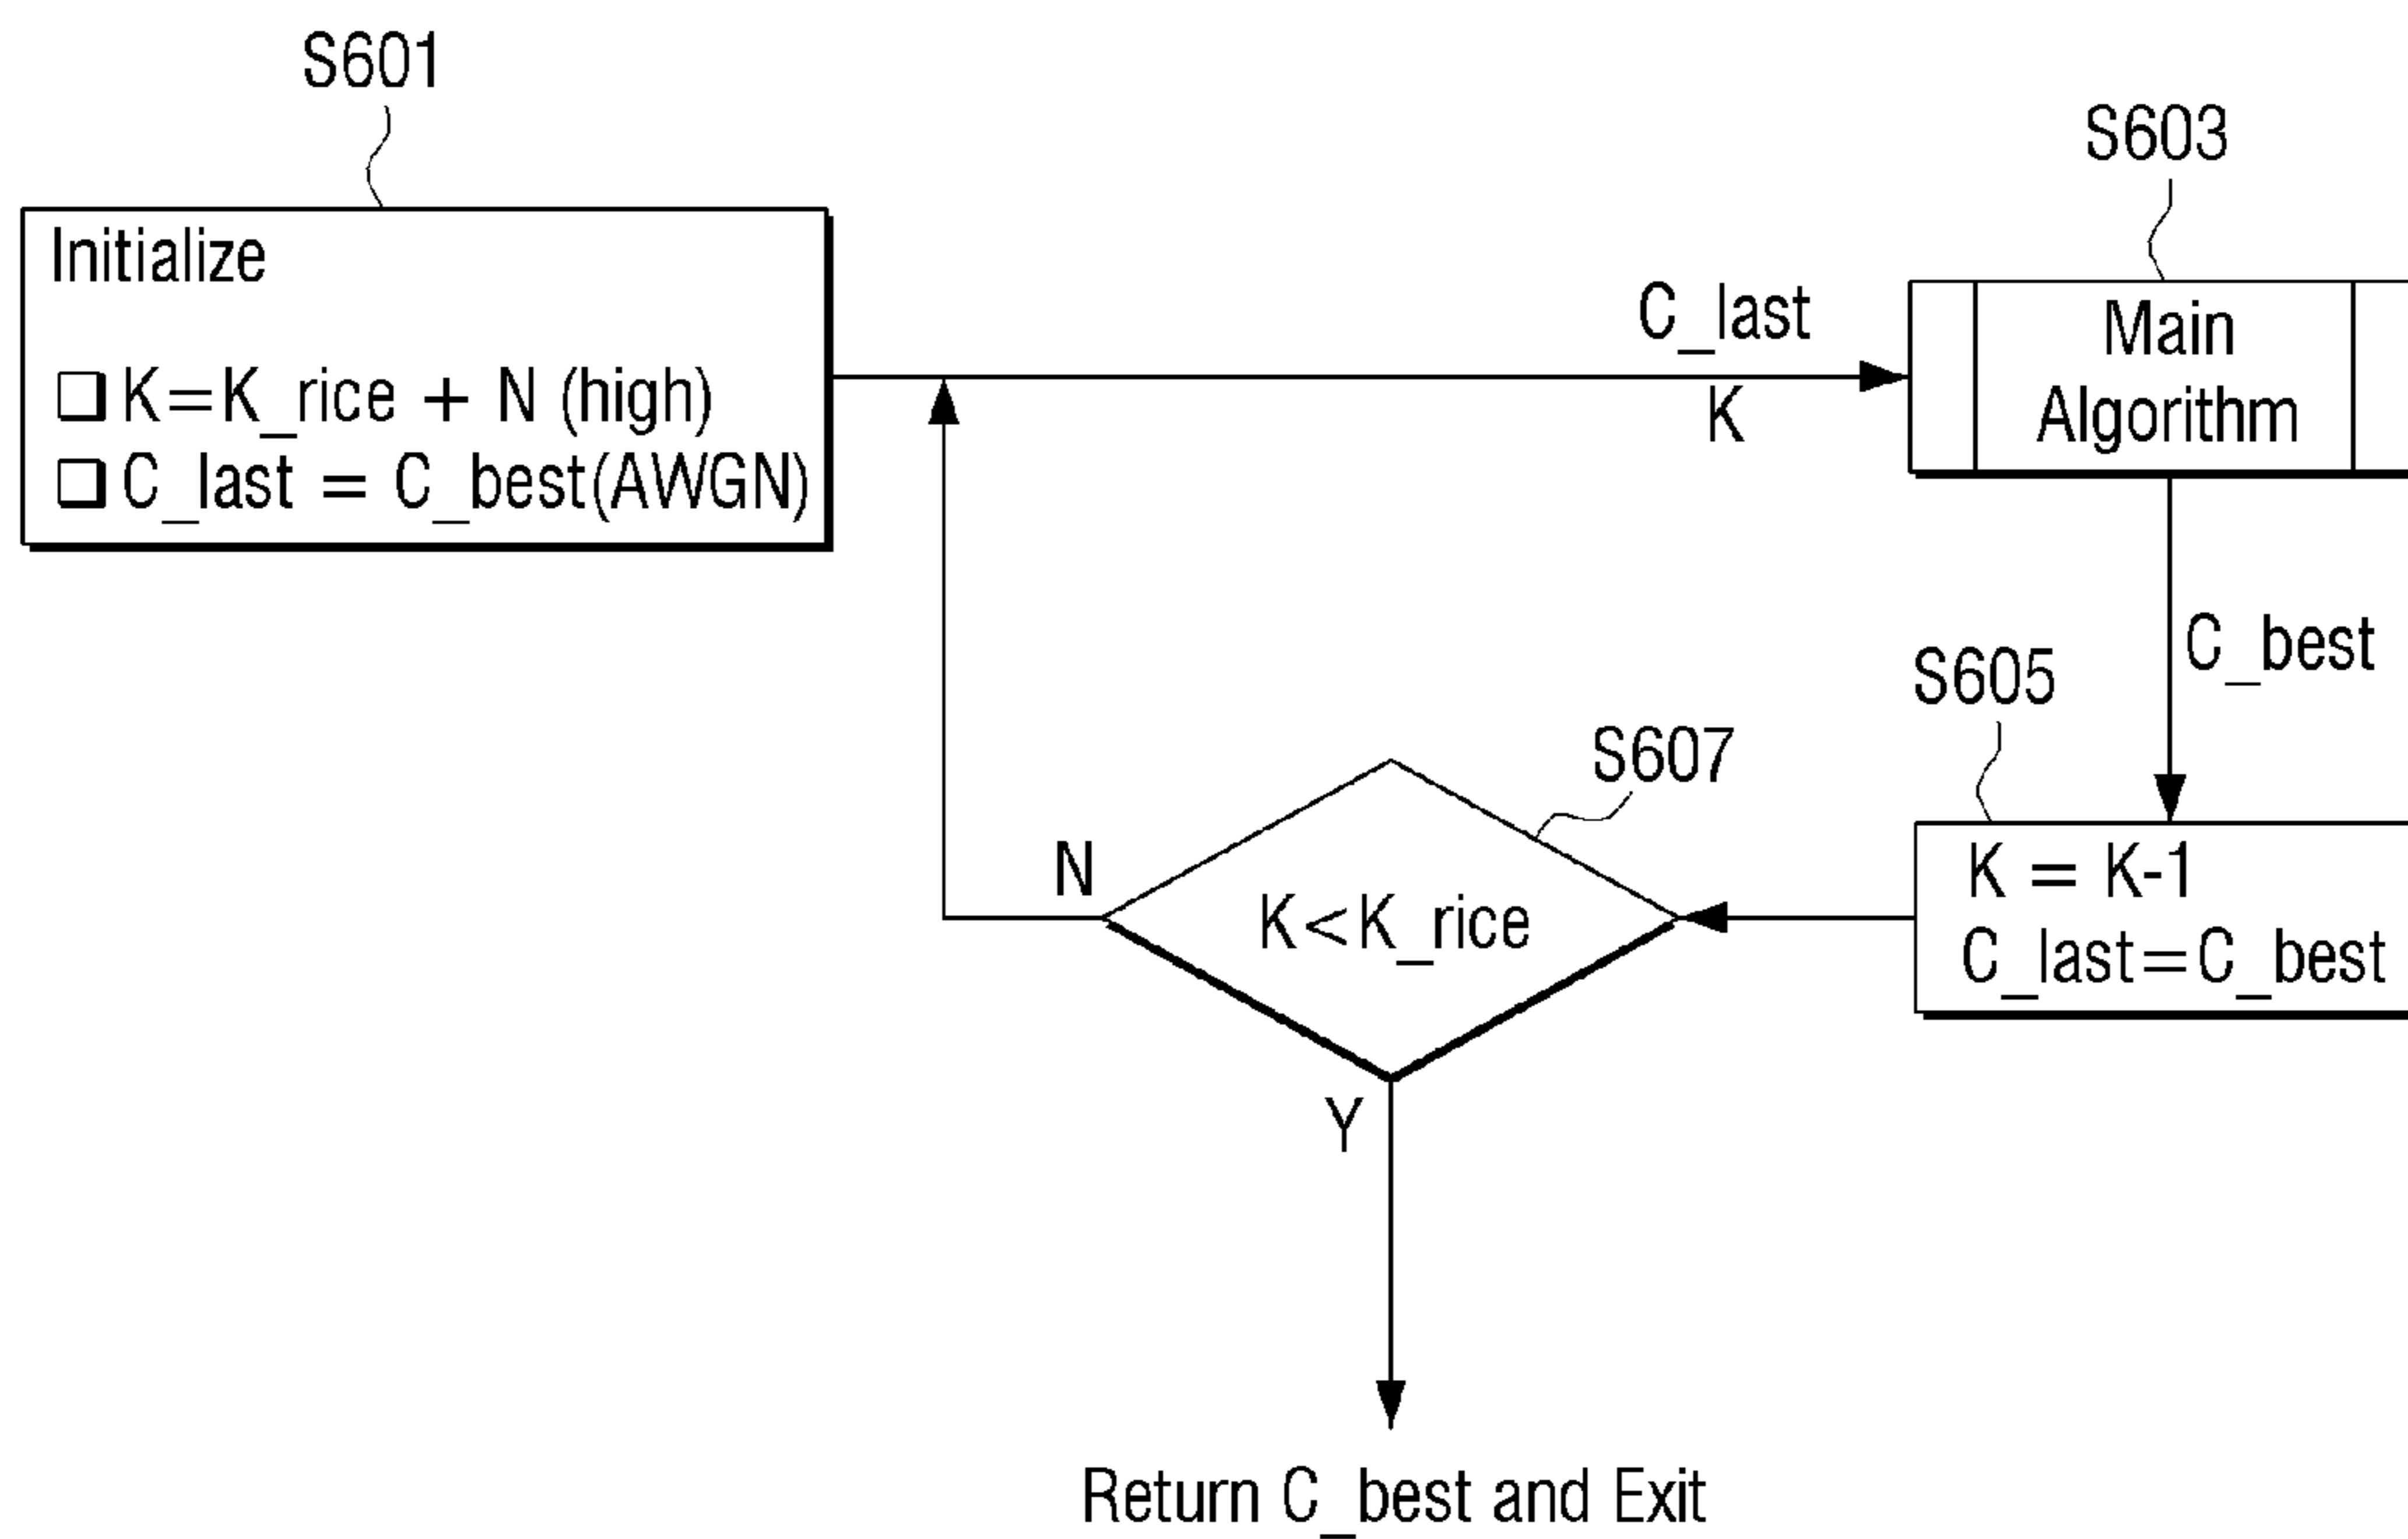 S601
Initialize
K=K_rice + N (high)
C_last = C_best(AWGN)
C_last
K
S603
Main
Algorithm
C_best
S605
K = K-1
C_last=C_best
S607
K<K_rice
N
Y
Return C_best and Exit